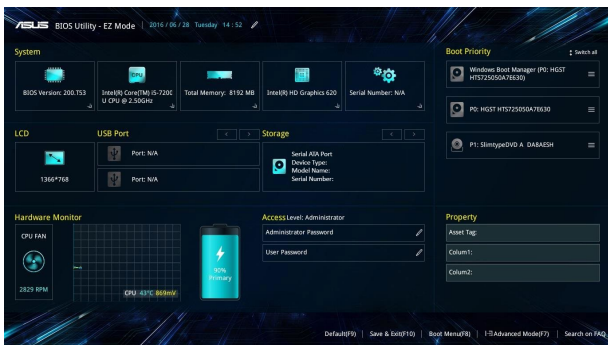 ASUS BIOS Utility - EZ Mode 2016 / 06 / 28 Tuesday 14 : 52
System
BIOS Version: 200.T53
CPU
Intel(R) Core(TM) i5-7200
U CPU @ 2.50GHz
Total Memory: 8192 MB
Intel(R) HD Graphics 620
Serial Number: N/A
Boot Priority
Switch all
Windows Boot Manager (P0: HGST
HTS725050A7E630)
P0: HGST HTS725050A7E630
P1: SlimtypeDVD A DA8AESH
LCD
1366*768
USB Port
Port: N/A
Port: N/A
Storage
Serial ATA Port
Device Type:
Model Name:
Serial Number:
Hardware Monitor
CPU FAN
2829 RPM
CPU 43°C 869mV
90%
Primary
Access Level: Administrator
Administrator Password
User Password
Property
Asset Tag:
Colum1:
Colum2:
Default(F9) Save & Exit(F10) Boot Menu(F8) Advanced Mode(F7) Search on FAQ